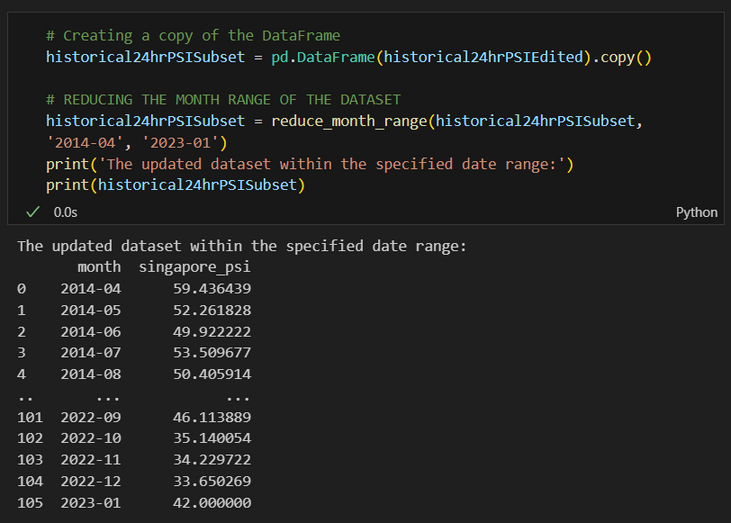 # Creating a copy of the DataFrame
historical24hrPSISubset = pd.DataFrame(historical24hrPSIEdited).copy()
# REDUCING THE MONTH RANGE OF THE DATASET
historical24hrPSISubset = reduce_month_range(historical24hrPSISubset,
'2014-04', '2023-01')
print('The updated dataset within the specified date range:')
print(historical24hrPSISubset)
✓ 0.0s Python
The updated dataset within the specified date range:
month singapore_psi
0 2014-04 59.436439
1 2014-05 52.261828
2 2014-06 49.922222
3 2014-07 53.509677
4 2014-08 50.405914
.. ... ...
101 2022-09 46.113889
102 2022-10 35.140054
103 2022-11 34.229722
104 2022-12 33.650269
105 2023-01 42.000000